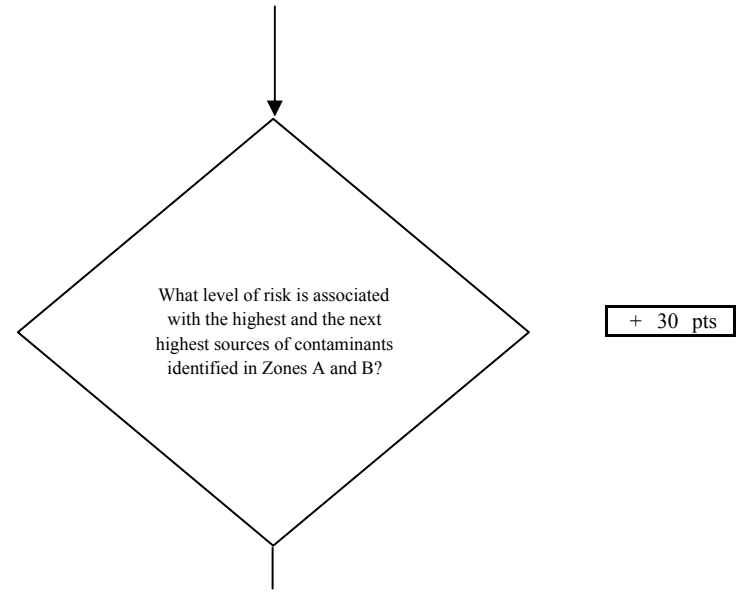 What level of risk is associated
with the highest and the next
highest sources of contaminants
identified in Zones A and B?
+ 30 pts